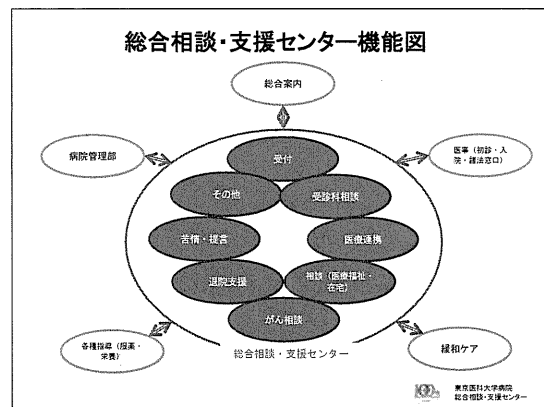 総合相談・支援センター機能図
総合案内
病院管理部
医事（初診・入
院・諸法窓口）
受付
その他
受診科相談
苦情・提言
医療連携
退院支援
相談（医療福祉・
在宅）
がん相談
総合相談・支援センター
各種指導（服薬・
栄養）
緩和ケア
東京医科大学病院
総合相談・支援センター